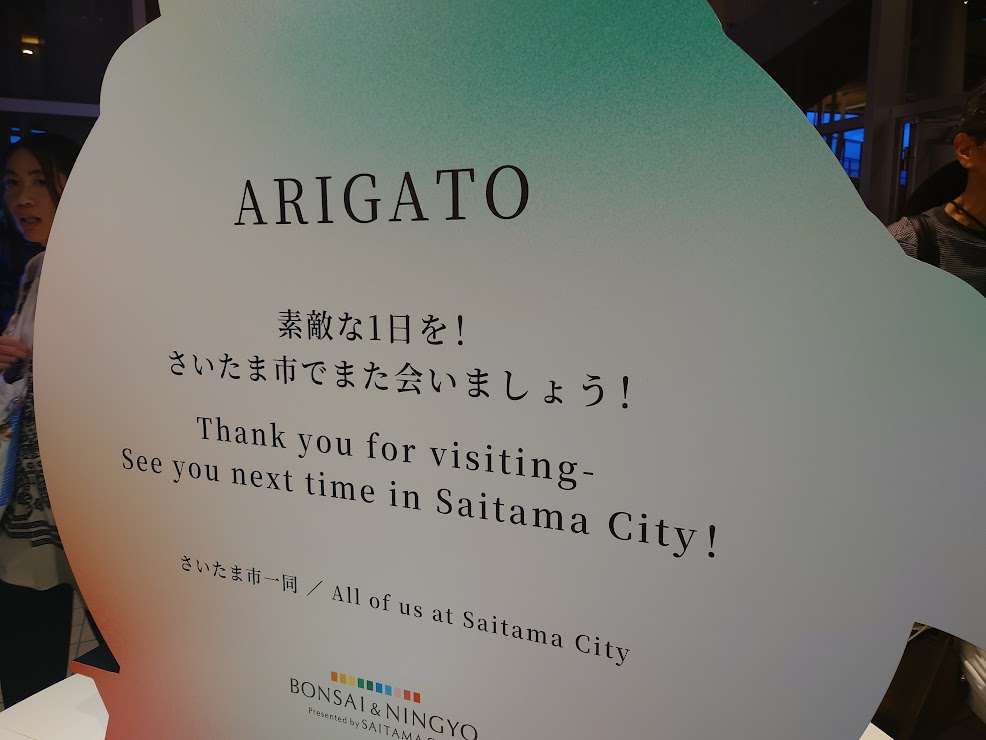 ARIGATO
素敵な1日を!
さいたま市でまた会いましょう!
Thank you for visiting-
See you next time in Saitama City!
さいたま市一同 / All of us at Saitama City
BONSAI & NINGYO
Presented by SAITAMA